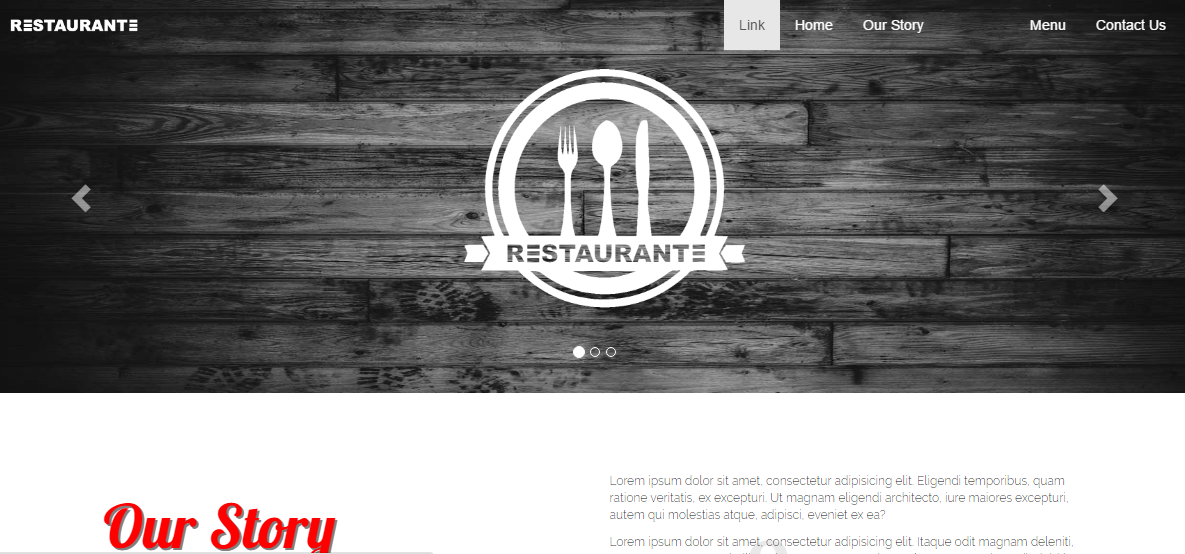 RESTAURANTE
Link Home Our Story Menu Contact Us
RESTAURANTE
Our Story
Lorem ipsum dolor sit amet, consectetur adipisicing elit. Eligendi temporibus, quam
ratione veritatis, ex excepturi. Ut magnam eligendi architecto, iure maiores excepturi,
autem qui molestias atque, adipisci, eveniet ex ea?
Lorem ipsum dolor sit amet, consectetur adipisicing elit. Itaque odit magnam deleniti,